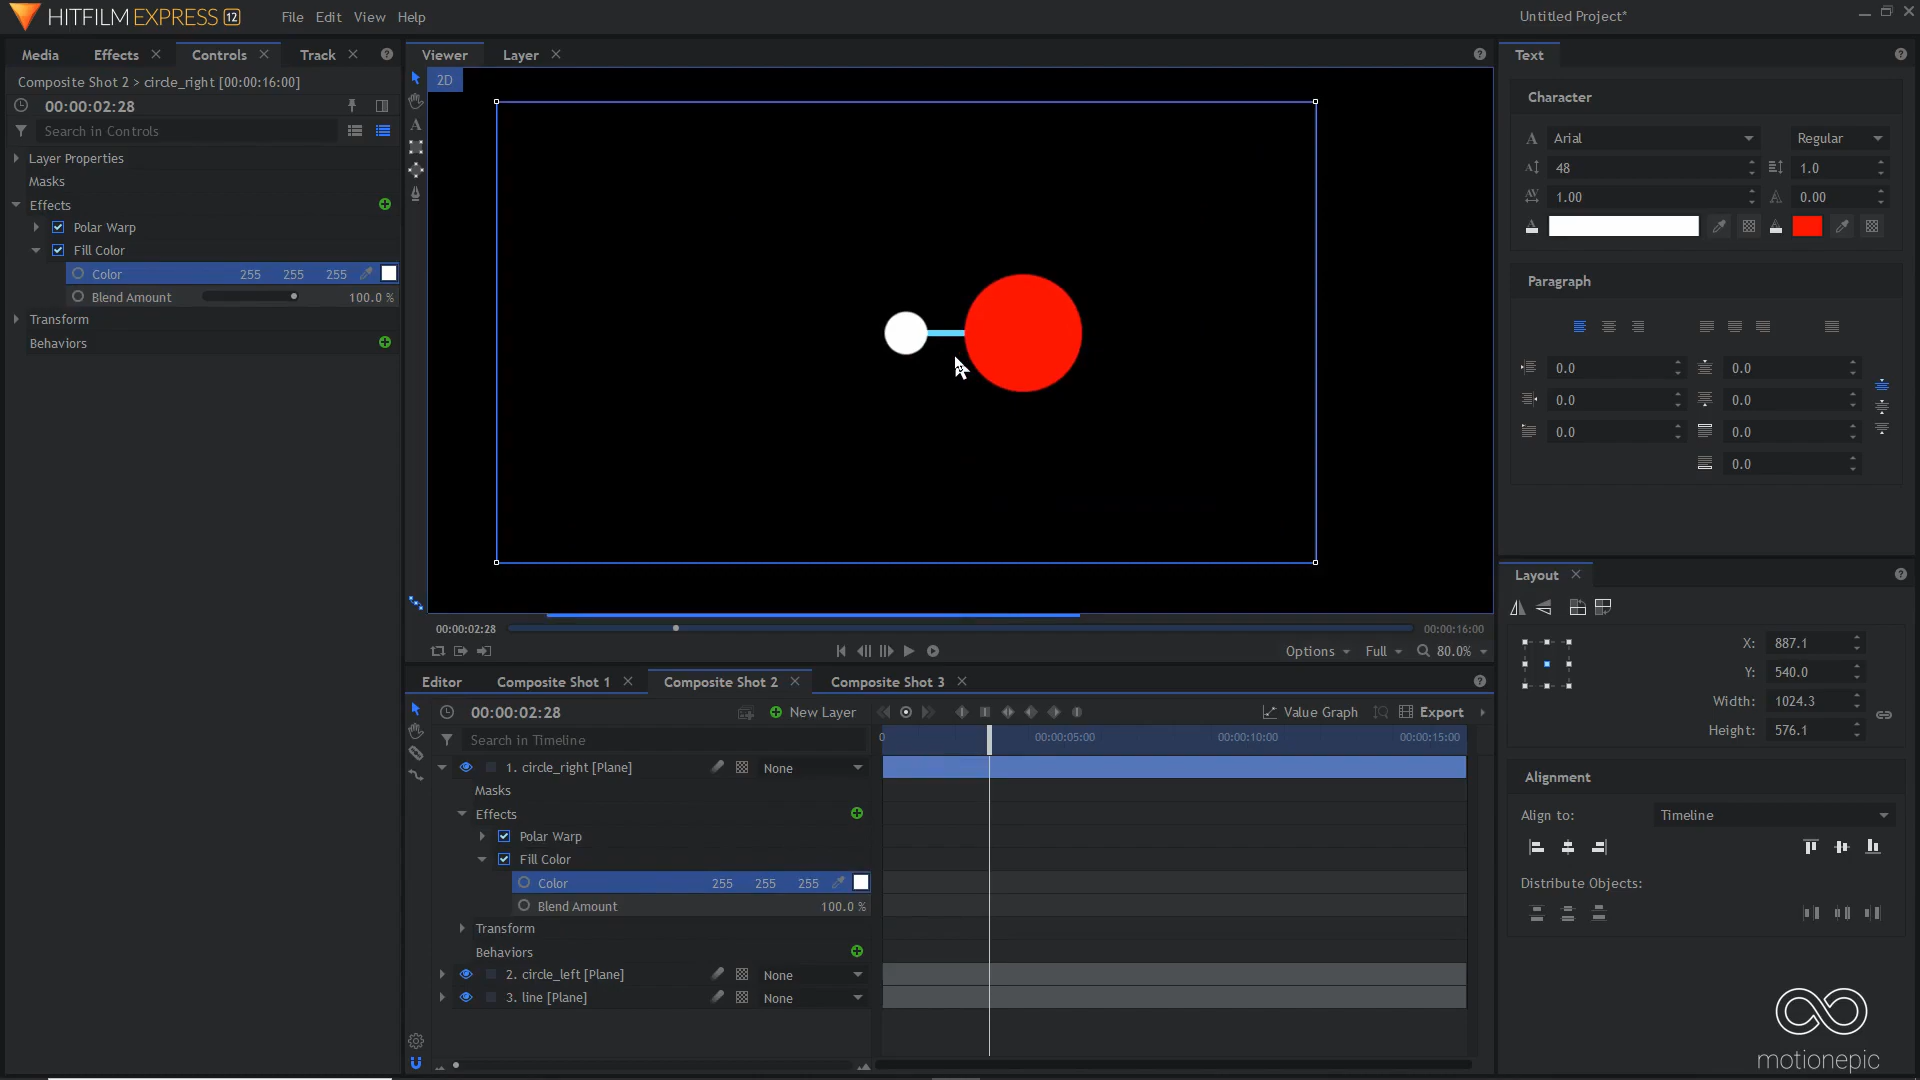 HITFILM EXPRESS 12
File Edit View Help
Untitled Project*
Media Effects Controls Track
Viewer Layer
Text
Composite Shot 2 > circle_right [00:00:16:00]
2D
00:00:02:28
Search in Controls
Layer Properties
Masks
Effects
Polar Warp
Fill Color
Color 255 255 255
Blend Amount 100.0 %
Transform
Behaviors
Character
Arial Regular
48 1.0
1.00 0.00
Paragraph
0.0 0.0
0.0 0.0
0.0 0.0
0.0
00:00:02:28 00:00:16:00
Options Full 80.0%
Layout
X: 887.1
Y: 540.0
Width: 1024.3
Height: 576.1
Alignment
Align to: Timeline
Distribute Objects:
Editor Composite Shot 1 Composite Shot 2 Composite Shot 3
00:00:02:28 New Layer Value Graph Export
Search in Timeline
0 00:00:05:00 00:00:10:00 00:00:15:00
1. circle_right [Plane] None
Masks
Effects
Polar Warp
Fill Color
Color 255 255 255
Blend Amount 100.0 %
Transform
Behaviors
2. circle_left [Plane] None
3. line [Plane] None
motionepic